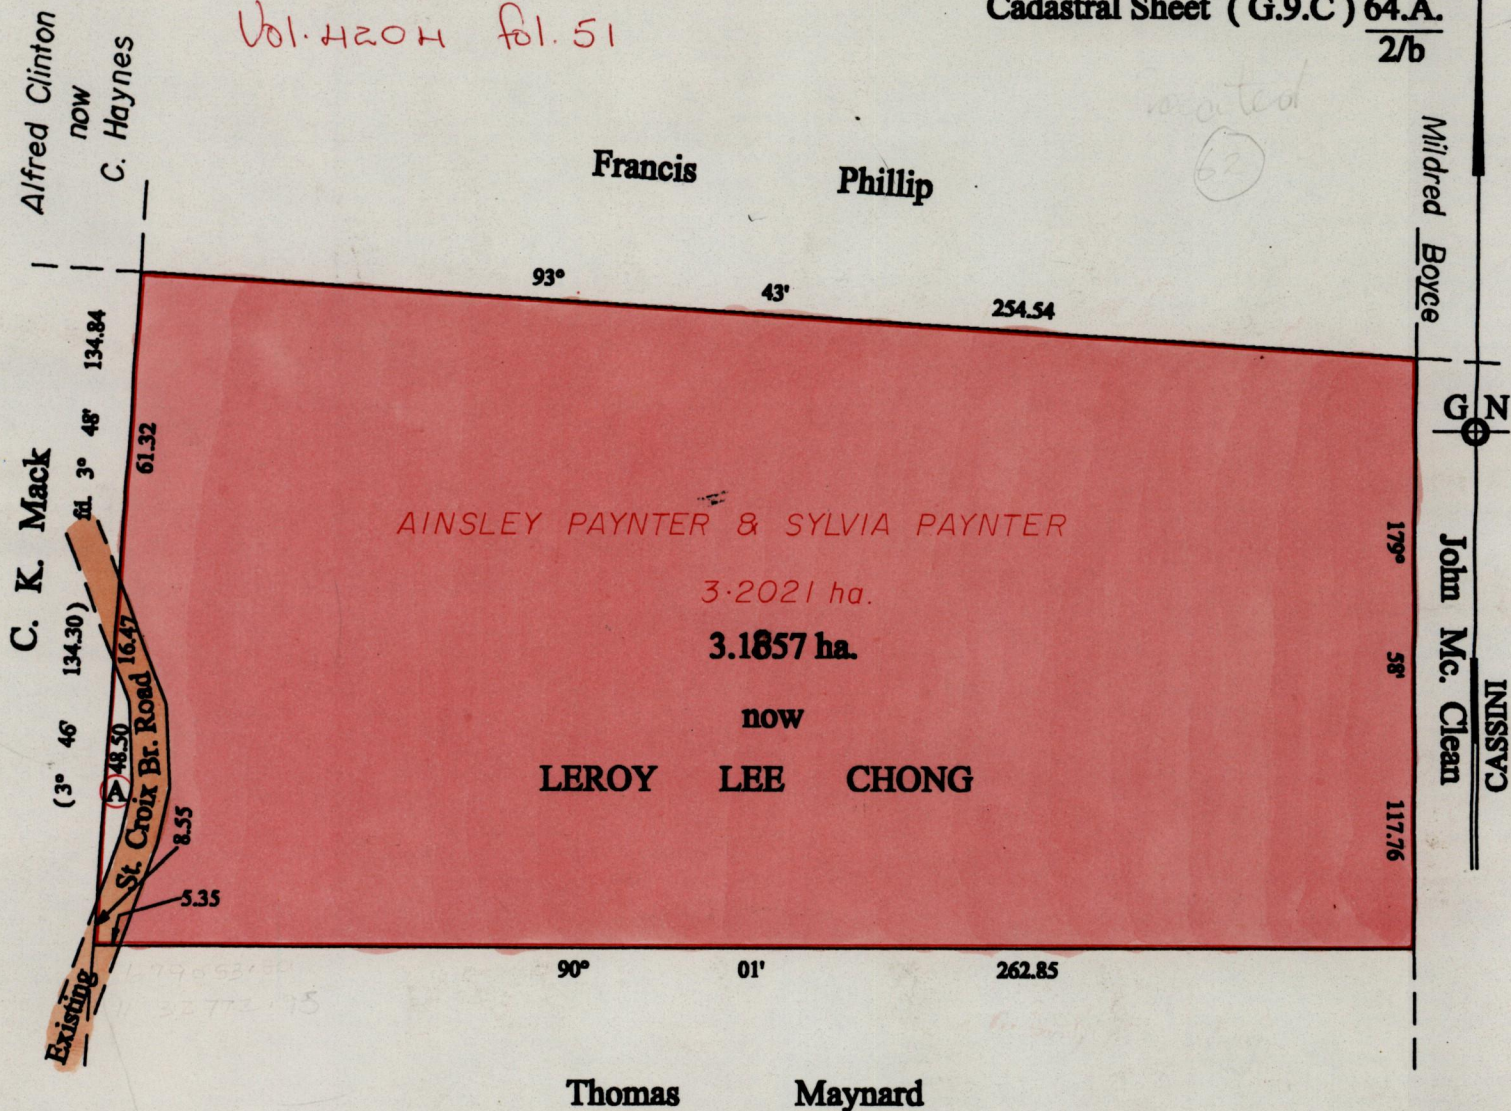 Vol. 4204 fol. 51
Cadastral Sheet ( G.9.C ) 64.A.
2/b
Alfred Clinton
now
C. Haynes
Francis Phillip
Mildred Boyce
62
93° 43' 254.54
G N
CASSINI
C. K. Mack
fd. 3° 48' 134.84
(3° 46' 134.30)
61.32
16.47
48.50
A
St. Croix Br. Road
8.55
5.35
Existing
AINSLEY PAYNTER & SYLVIA PAYNTER
3.2021 ha.
3.1857 ha.
now
LEROY LEE CHONG
179° 58' 117.76
John Mc. Clean
90° 01' 262.85
Thomas Maynard